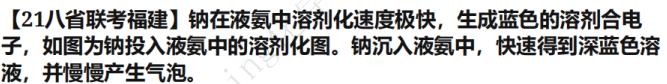 【21八省联考福建】钠在液氨中溶剂化速度极快，生成蓝色的溶剂合电
子，如图为钠投入液氨中的溶剂化图。钠沉入液氨中，快速得到深蓝色溶
液，并慢慢产生气泡。